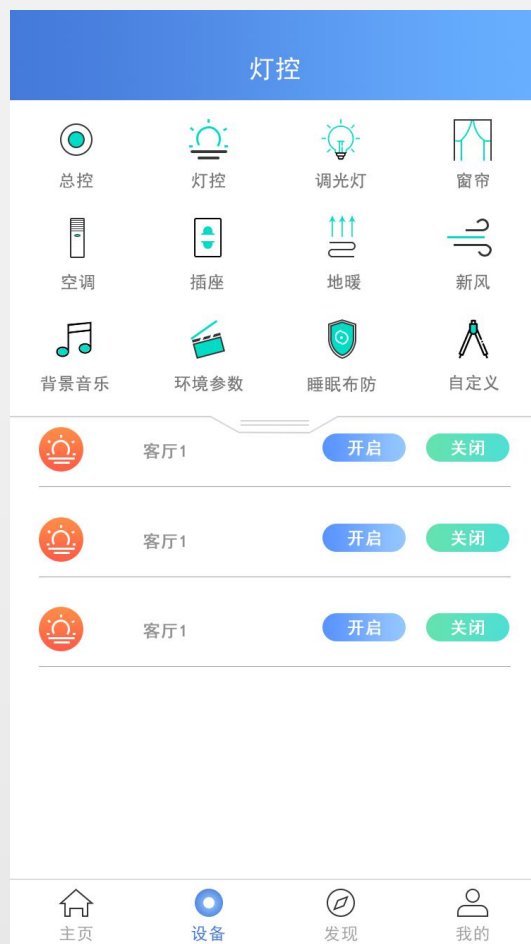 灯控
总控 灯控 调光灯 窗帘
空调 插座 地暖 新风
背景音乐 环境参数 睡眠布防 自定义
客厅1 开启 关闭
客厅1 开启 关闭
客厅1 开启 关闭
主页 设备 发现 我的